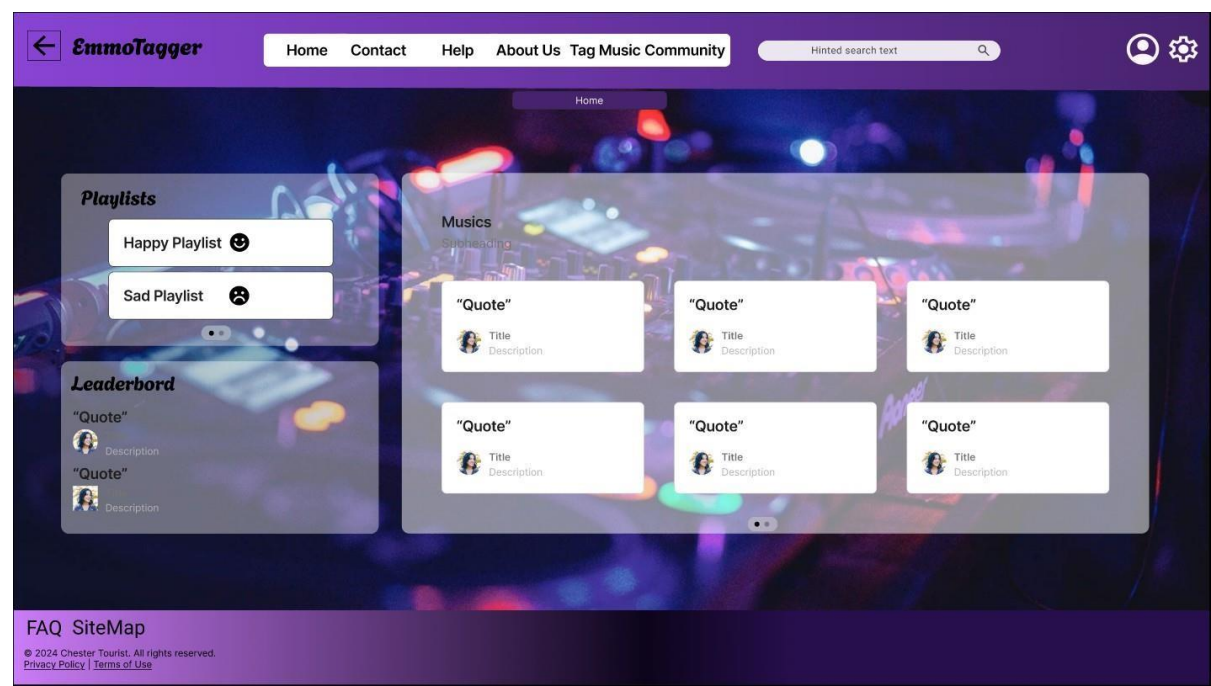 EmmoTagger
Home Contact Help About Us Tag Music Community
Hinted search text
Home
Playlists
Happy Playlist
Sad Playlist
Leaderbord
“Quote”
Description
“Quote”
Description
Musics
Subheading
“Quote” “Quote” “Quote”
Title Title Title
Description Description Description
“Quote” “Quote” “Quote”
Title Title Title
Description Description Description
Pioneer
FAQ SiteMap
© 2024 Chester Tourist. All rights reserved.
Privacy Policy | Terms of Use